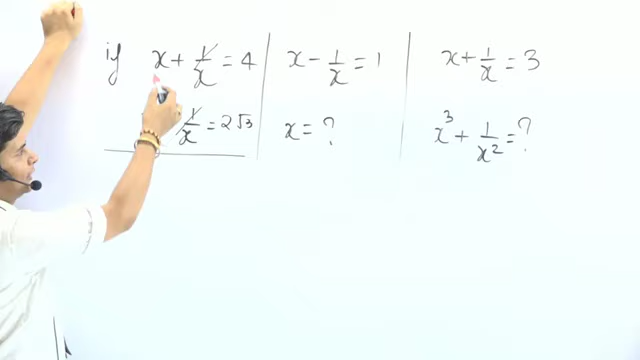 if x + 1/x = 4
1/x = 2√3
x - 1/x = 1
x = ?
x + 1/x = 3
x³ + 1/x² = ?